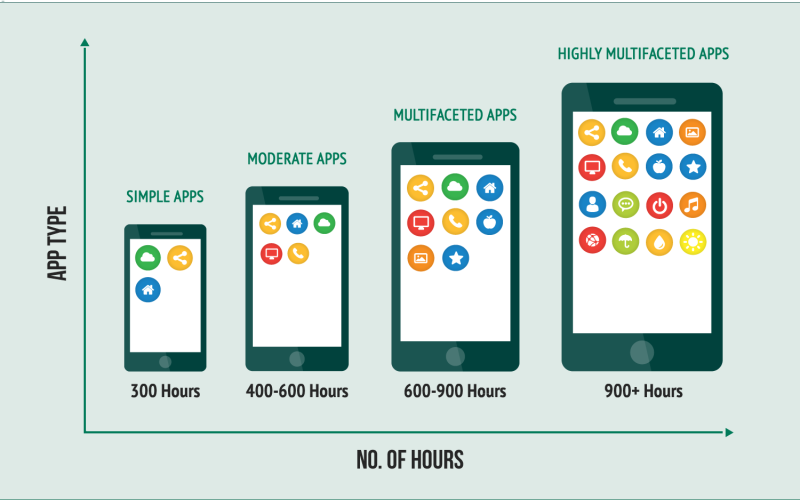 HIGHLY MULTIFACETED APPS
MULTIFACETED APPS
MODERATE APPS
SIMPLE APPS
APP TYPE
300 Hours
400-600 Hours
600-900 Hours
900+ Hours
NO. OF HOURS